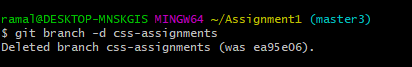 ramal@DESKTOP-MNSKGIS MINGW64 ~/Assignment1 (master3)
$ git branch -d css-assignments
Deleted branch css-assignments (was ea95e06).